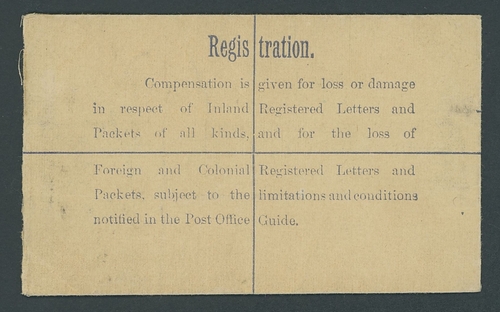 Registration.
Compensation is given for loss or damage
in respect of Inland Registered Letters and
Packets of all kinds, and for the loss of
Foreign and Colonial Registered Letters and
Packets, subject to the limitations and conditions
notified in the Post Office Guide.